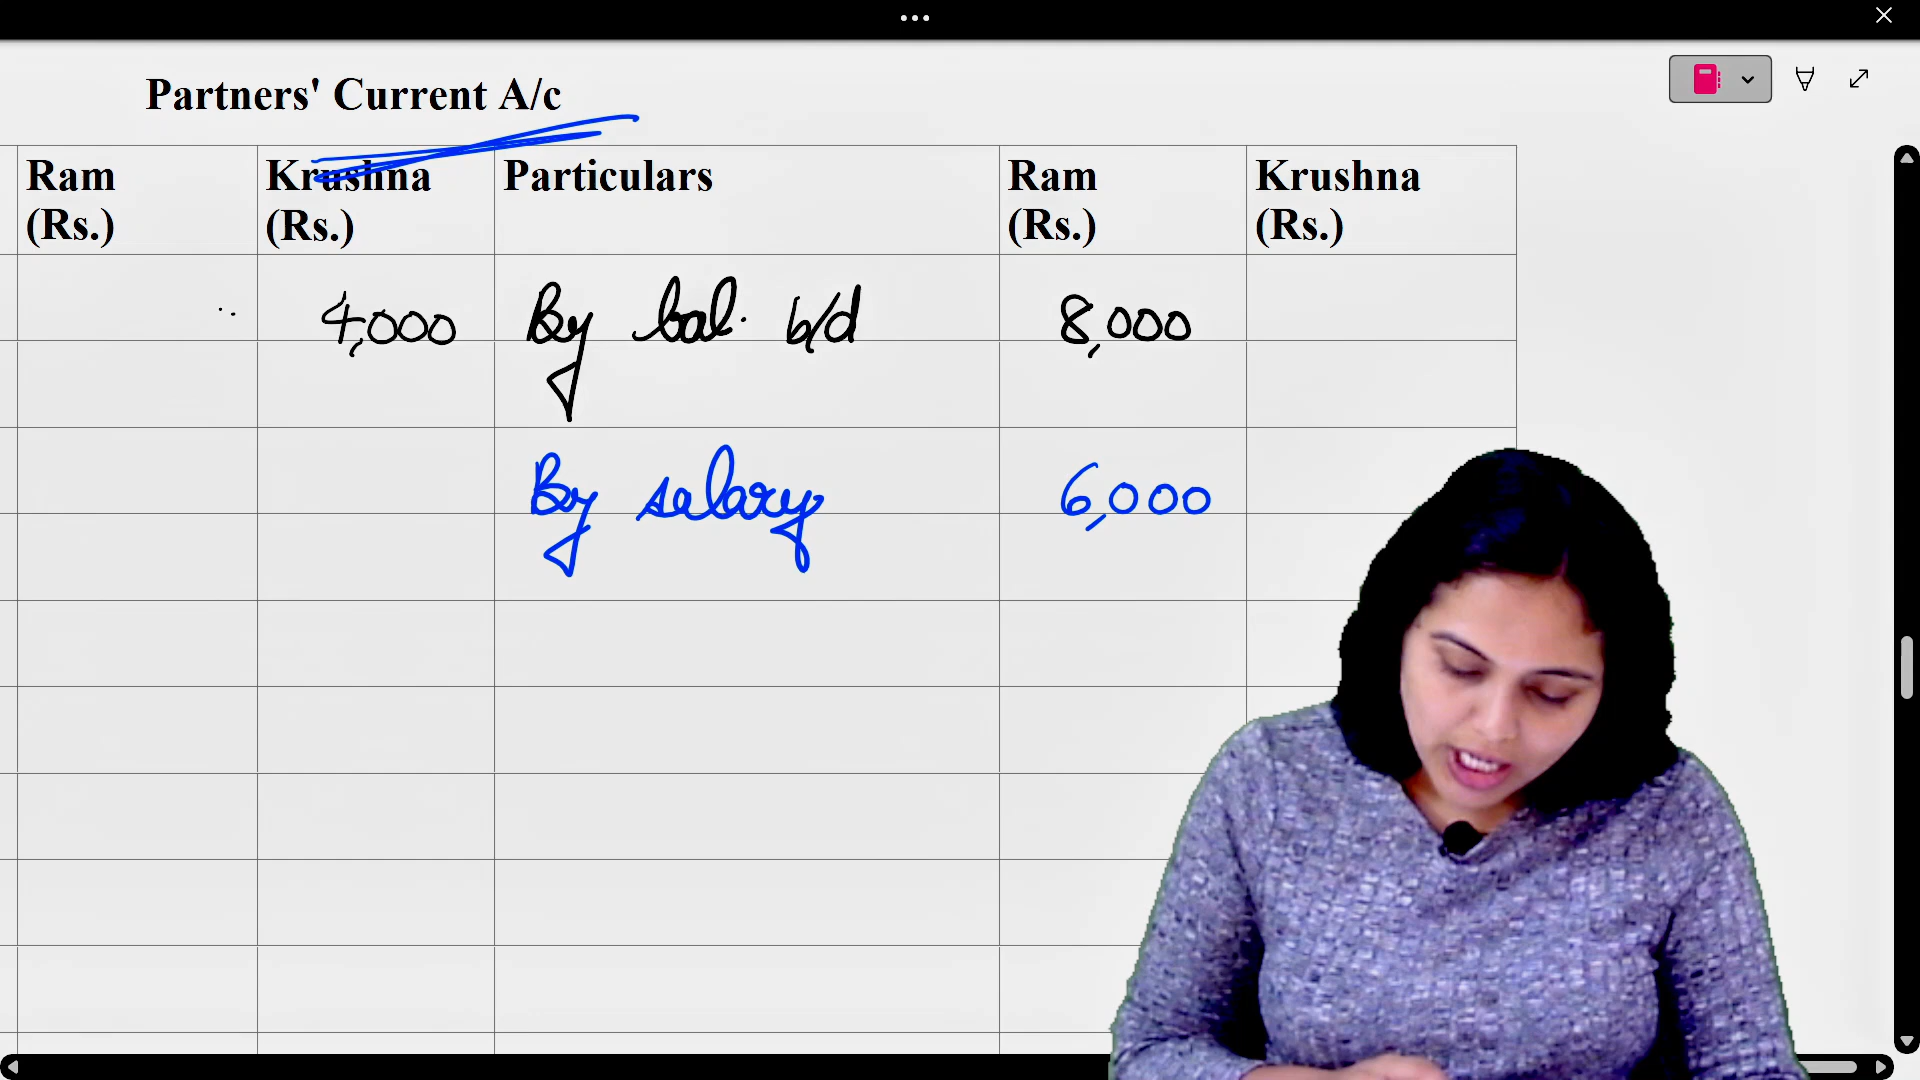 Partners' Current A/c
Ram (Rs.) Krushna (Rs.) Particulars Ram (Rs.) Krushna (Rs.)
4,000 By bal. b/d 8,000
By salary 6,000